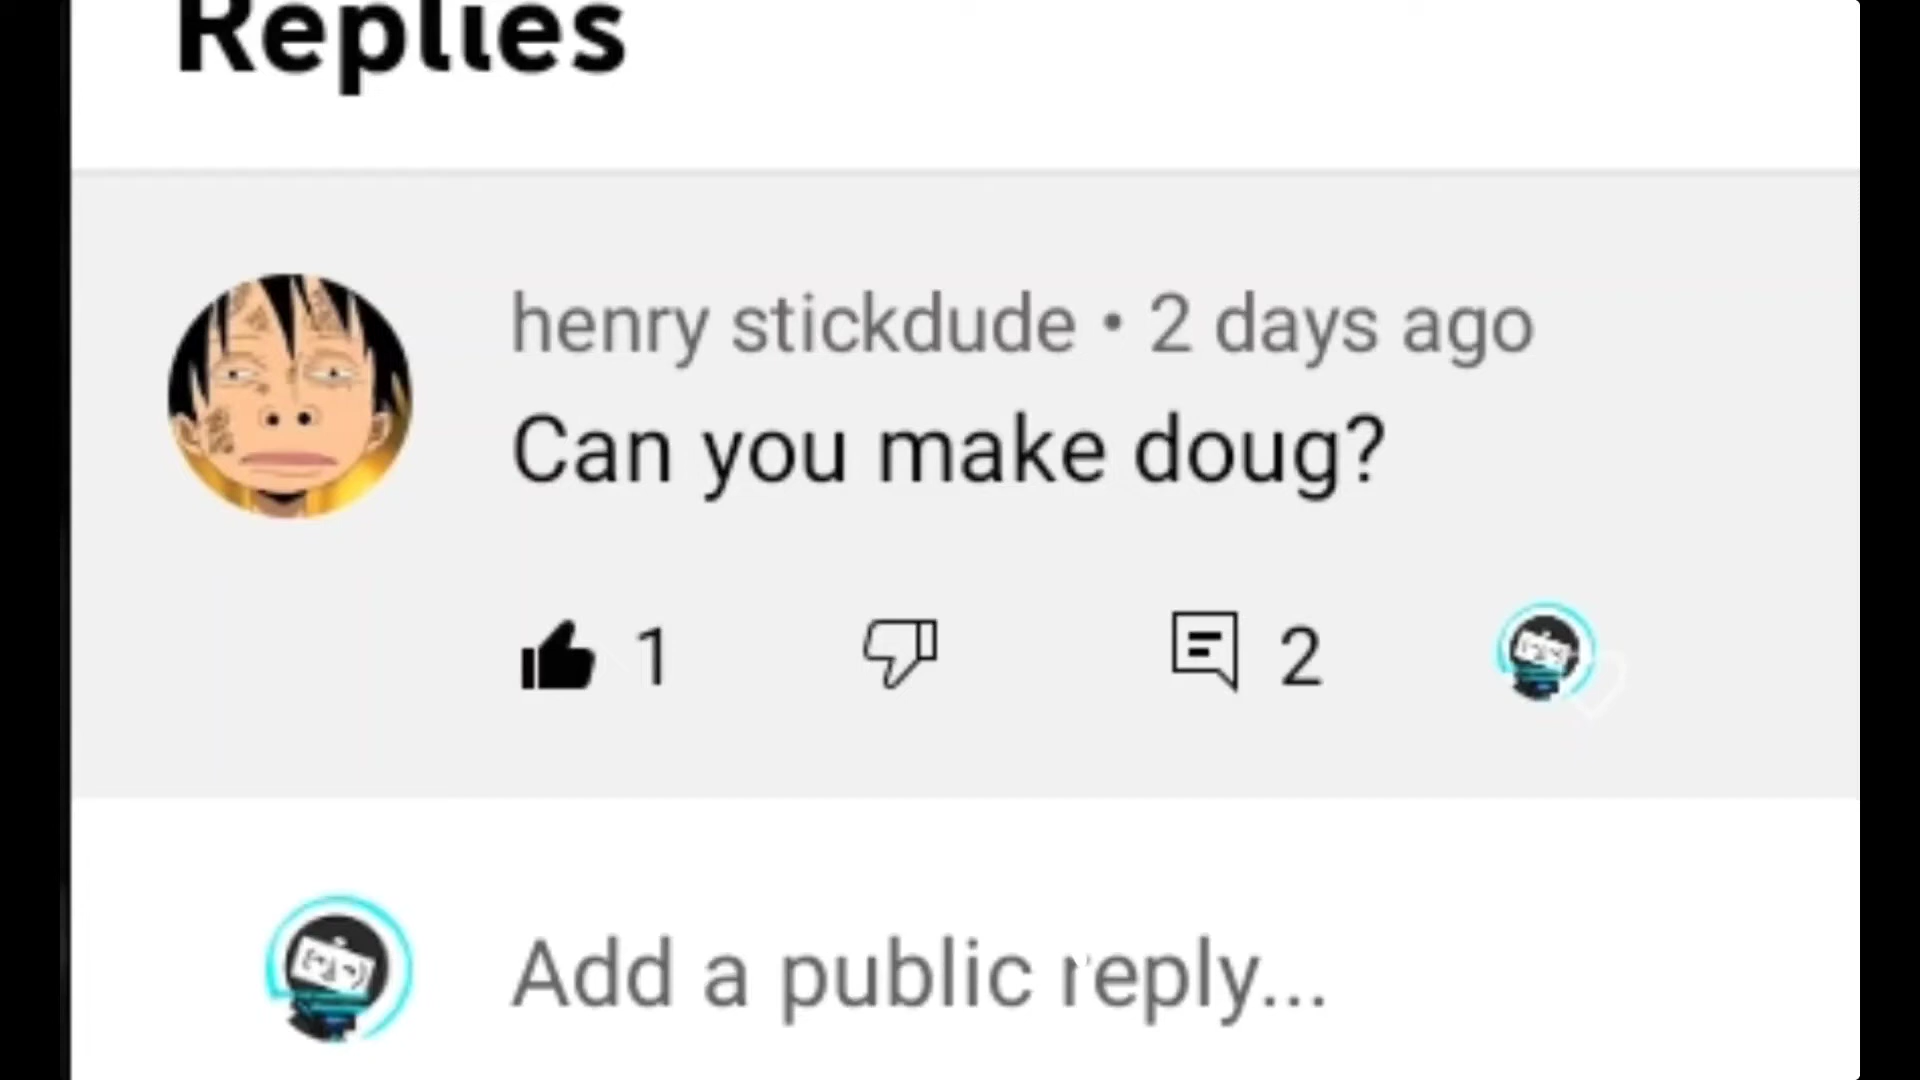 Replies
henry stickdude • 2 days ago
Can you make doug?
1
2
Add a public reply...